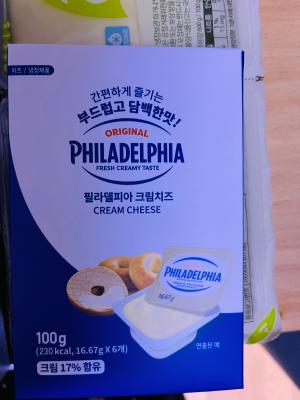 치즈 / 냉장제품
간편하게 즐기는
부드럽고 담백한맛!
ORIGINAL
PHILADELPHIA
FRESH CREAMY TASTE
필라델피아 크림치즈
CREAM CHEESE
PHILADELPHIA
16.67g
100g
(230 kcal, 16.67g X 6개)
연출된 예
크림 17% 함유